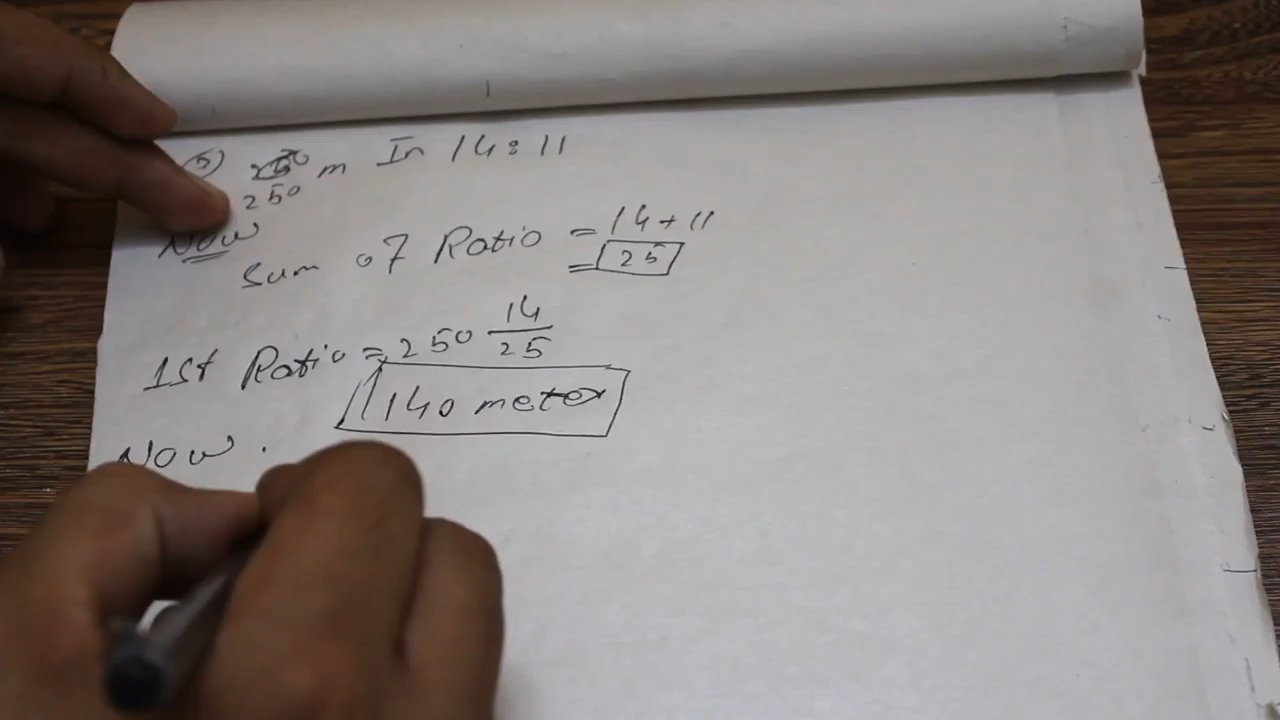 5) m In 14:11
250
Now
Sum of Ratio = 14 + 11
= 25
1st Ratio = 250 14/25
140 meter
Now